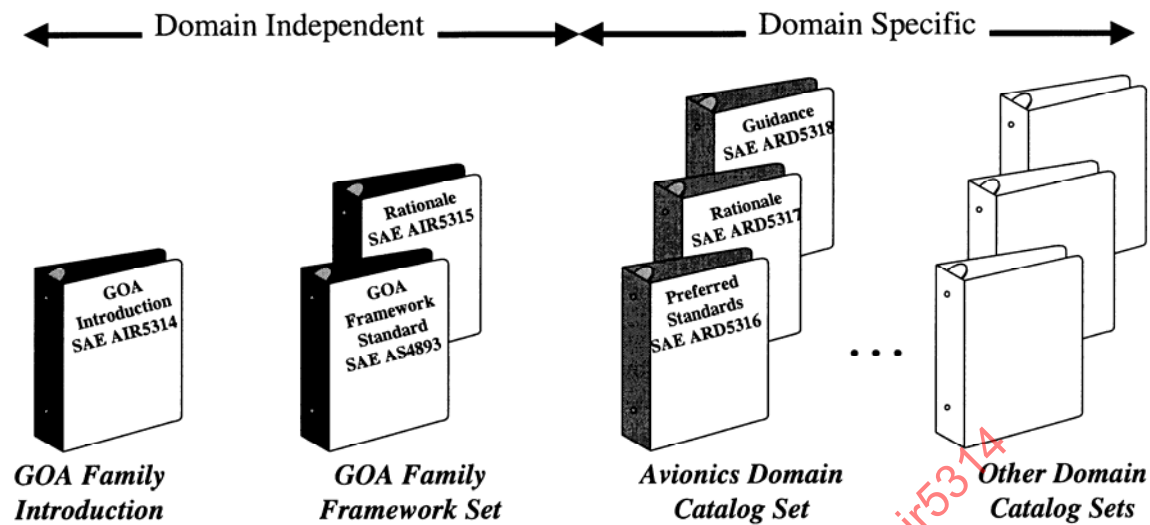 Domain Independent
Domain Specific
Guidance
SAE ARD5318
Rationale
SAE AIR5315
Rationale
SAE ARD5317
GOA
Introduction
SAE AIR5314
GOA
Framework
Standard
SAE AS4893
Preferred
Standards
SAE ARD5316
. . .
GOA Family
Introduction
GOA Family
Framework Set
Avionics Domain
Catalog Set
Other Domain
Catalog Sets
ir5314